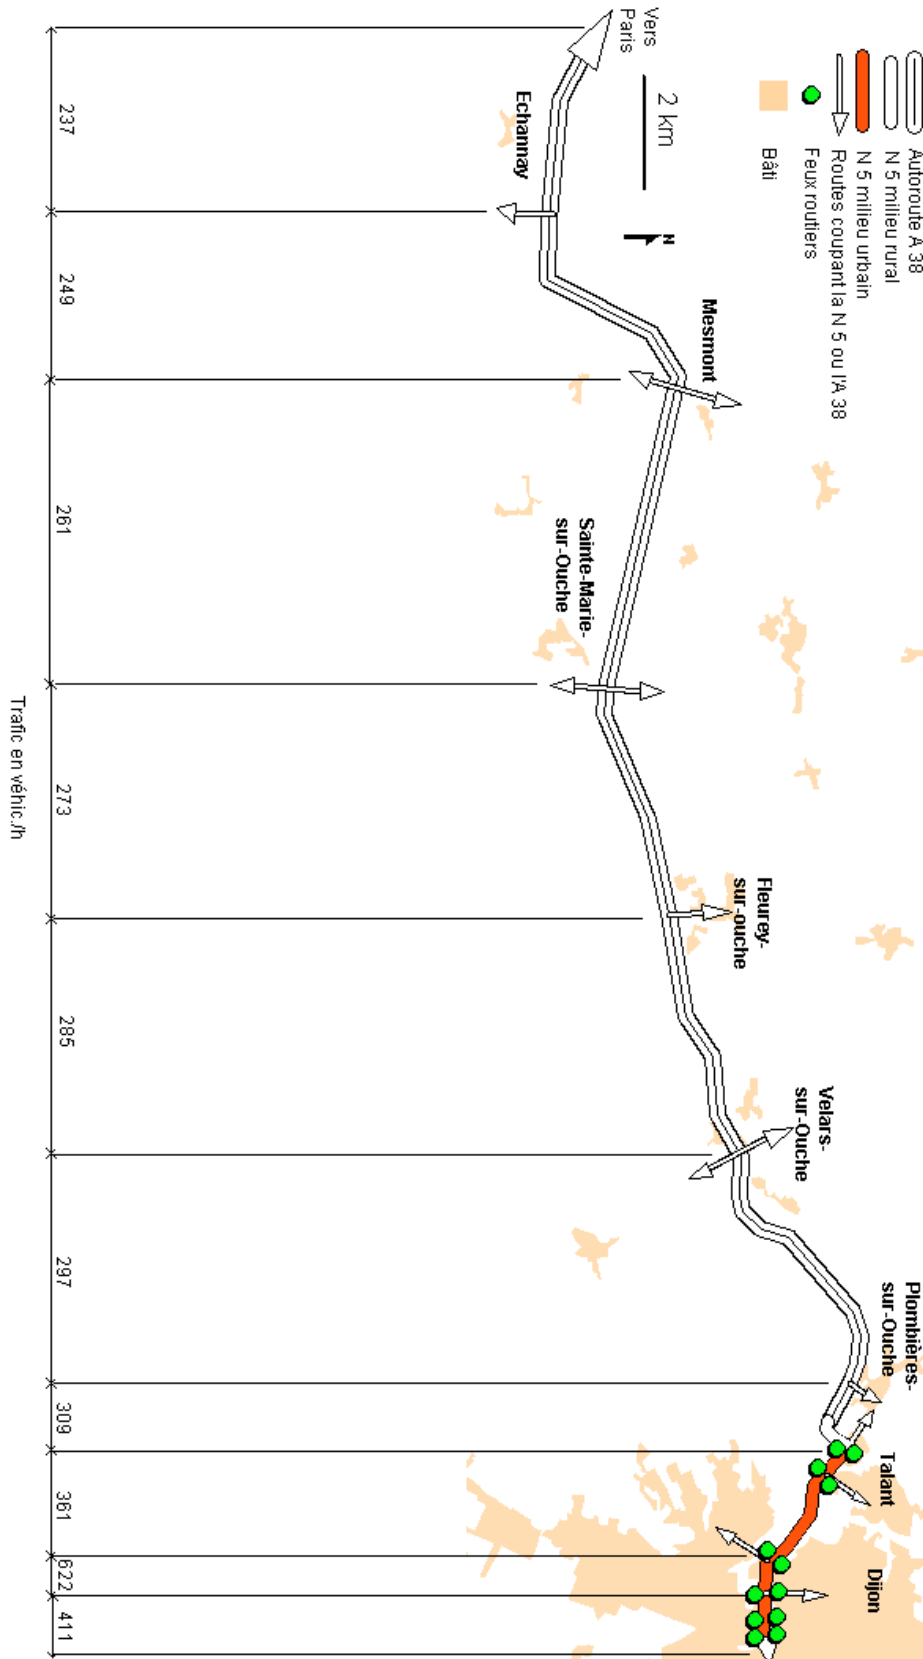 Autoroute A 38
N 5 milieu rural
N 5 milieu urbain
Routes coupant la N 5 ou l'A 38
Feux routiers
Bâti
2 km
N
Vers
Paris
Echannay
Mesmont
Sainte-Marie-
sur-Ouche
Fleurey-
sur-ouche
Velars-
sur-Ouche
Plombières-
sur-Ouche
Talant
Dijon
237
249
261
273
285
297
309
361
622
411
Trafic en véhic./h